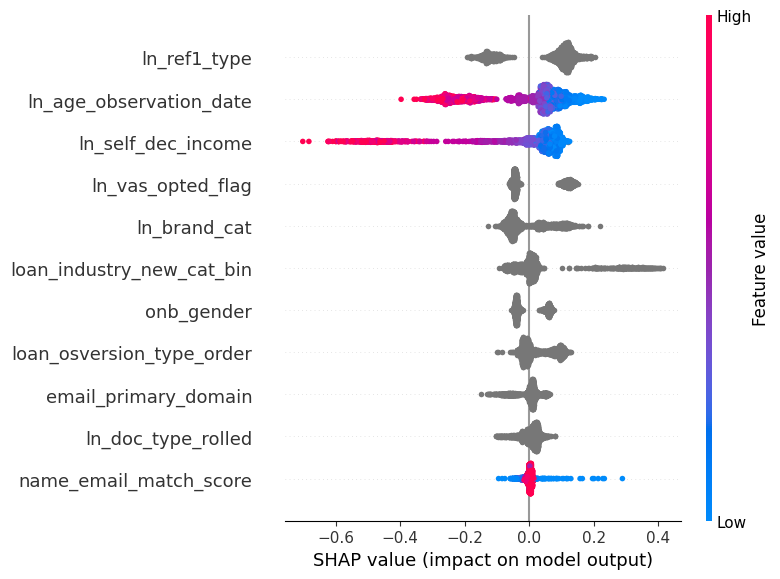 High
ln_ref1_type
ln_age_observation_date
ln_self_dec_income
ln_vas_opted_flag
ln_brand_cat
loan_industry_new_cat_bin
onb_gender
loan_osversion_type_order
email_primary_domain
ln_doc_type_rolled
name_email_match_score
Feature value
Low
−0.6 −0.4 −0.2 0.0 0.2 0.4
SHAP value (impact on model output)